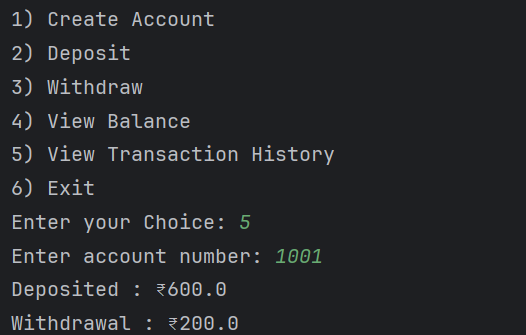 1) Create Account
2) Deposit
3) Withdraw
4) View Balance
5) View Transaction History
6) Exit
Enter your Choice: 5
Enter account number: 1001
Deposited : ₹600.0
Withdrawal : ₹200.0